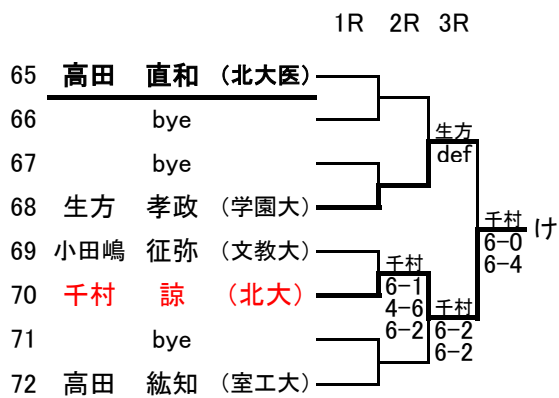 1R 2R 3R
65 高田 直和 (北大医)
66 bye
生方
67 bye
def
68 生方 孝政 (学園大)
千村 け
6-0
69 小田嶋 征弥 (文教大)
千村
6-4
6-1
70 千村 諒 (北大)
4-6 千村
6-2 6-2
71 bye
6-2
72 高田 紘知 (室工大)